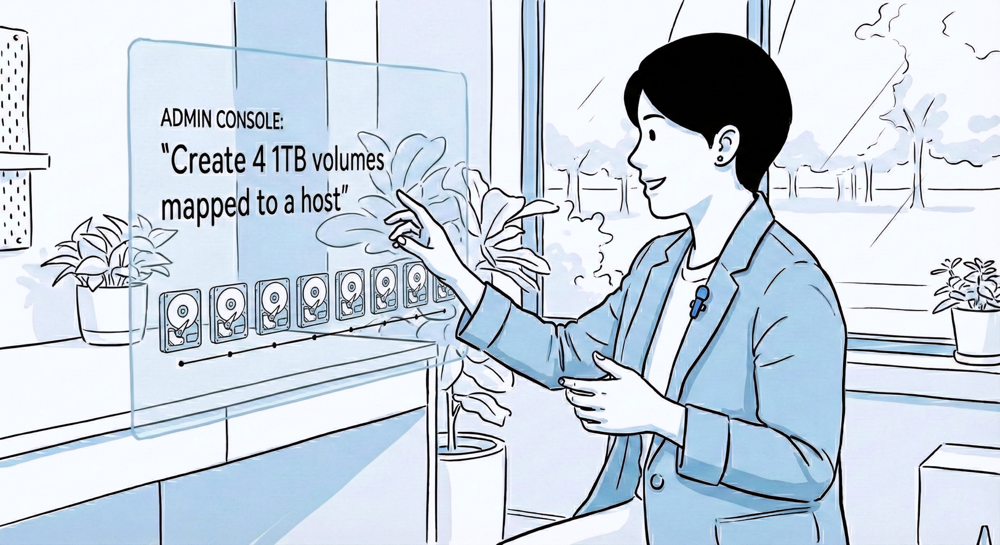 ADMIN CONSOLE:
"Create 4 1TB volumes
mapped to a host"